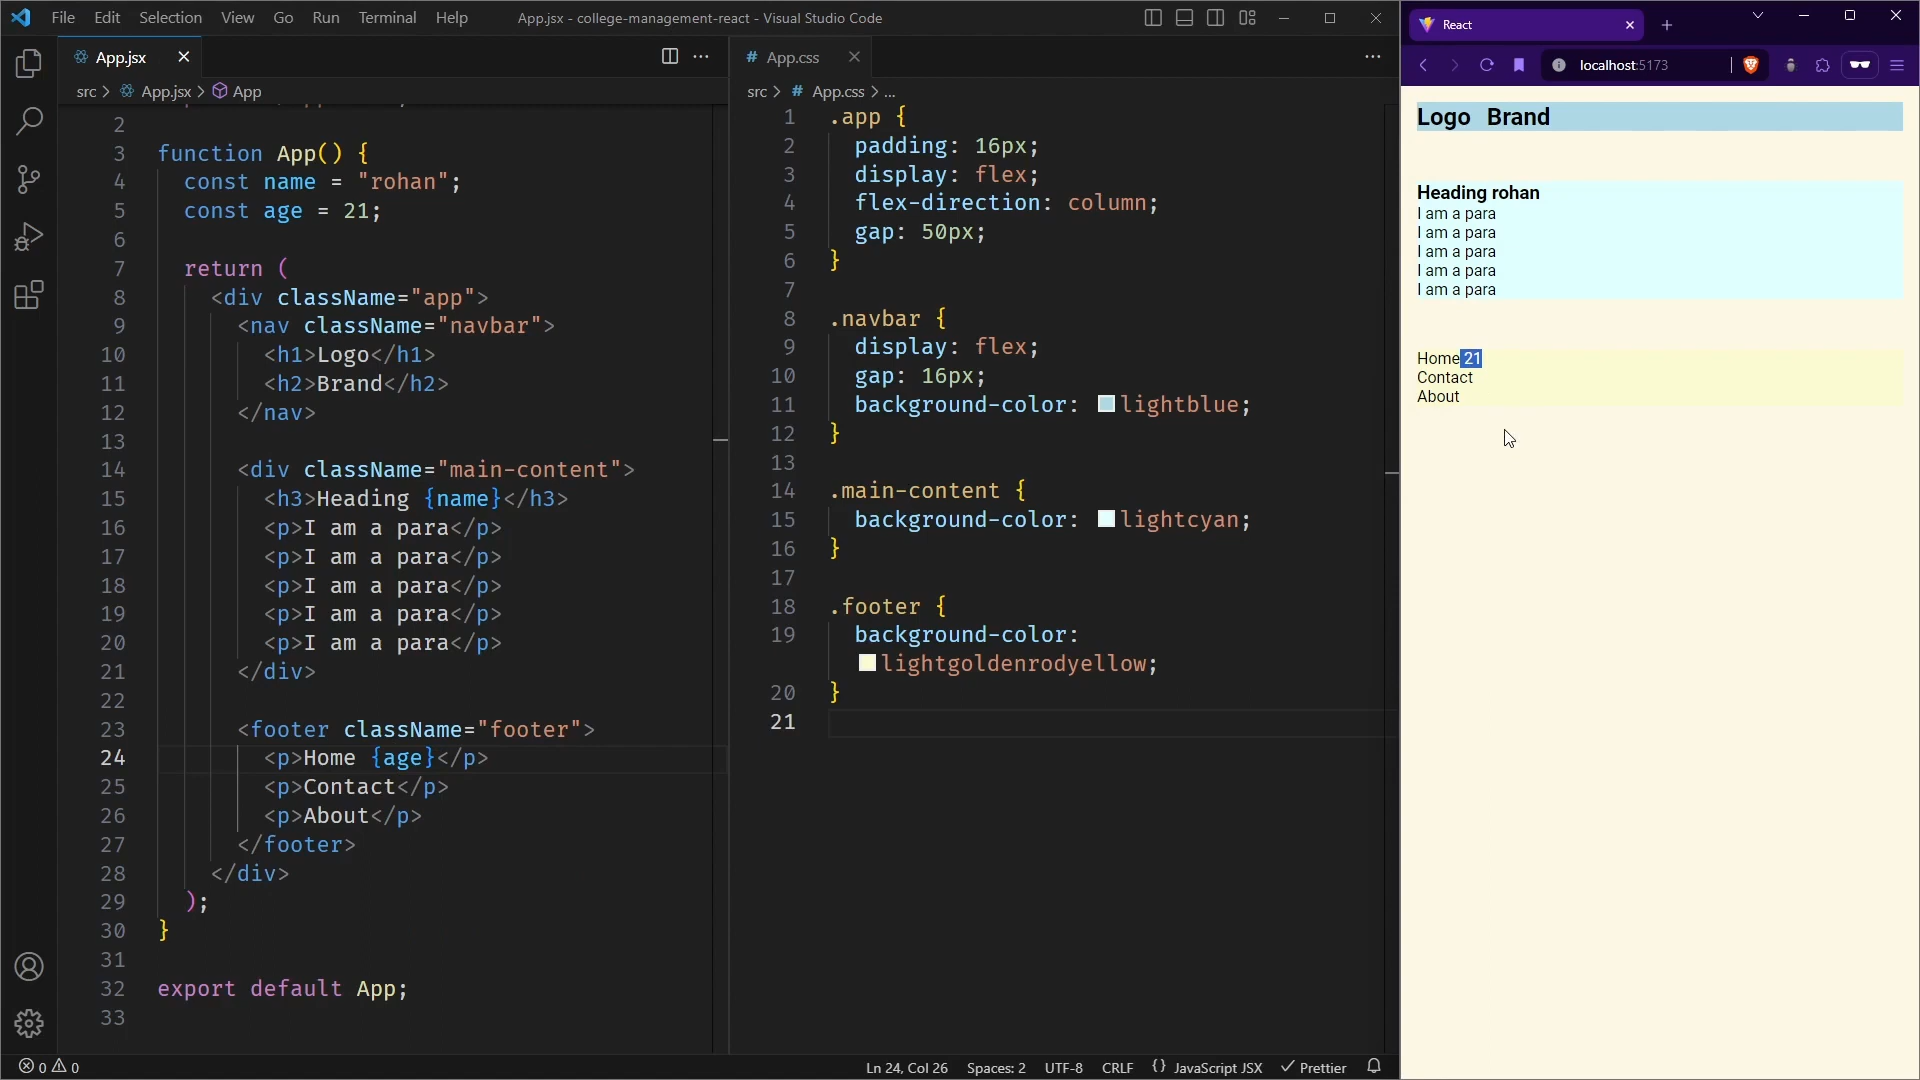 File Edit Selection View Go Run Terminal Help App.jsx - college-management-react - Visual Studio Code
App.jsx
src > App.jsx > App
2
3 function App() {
4 const name = "rohan";
5 const age = 21;
6
7 return (
8 <div className="app">
9 <nav className="navbar">
10 <h1>Logo</h1>
11 <h2>Brand</h2>
12 </nav>
13
14 <div className="main-content">
15 <h3>Heading {name}</h3>
16 <p>I am a para</p>
17 <p>I am a para</p>
18 <p>I am a para</p>
19 <p>I am a para</p>
20 <p>I am a para</p>
21 </div>
22
23 <footer className="footer">
24 <p>Home {age}</p>
25 <p>Contact</p>
26 <p>About</p>
27 </footer>
28 </div>
29 );
30 }
31
32 export default App;
33
# App.css
src > # App.css > ...
1 .app {
2 padding: 16px;
3 display: flex;
4 flex-direction: column;
5 gap: 50px;
6 }
7
8 .navbar {
9 display: flex;
10 gap: 16px;
11 background-color: lightblue;
12 }
13
14 .main-content {
15 background-color: lightcyan;
16 }
17
18 .footer {
19 background-color:
lightgoldenrodyellow;
20 }
21
0 0 Ln 24, Col 26 Spaces: 2 UTF-8 CRLF {} JavaScript JSX Prettier
React
localhost:5173
Logo Brand
Heading rohan
I am a para
I am a para
I am a para
I am a para
I am a para
Home 21
Contact
About